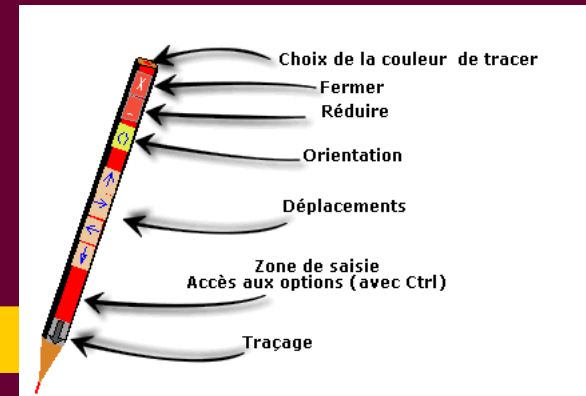 Choix de la couleur de tracer
Fermer
Réduire
Orientation
Déplacements
Zone de saisie
Accès aux options (avec Ctrl)
Traçage